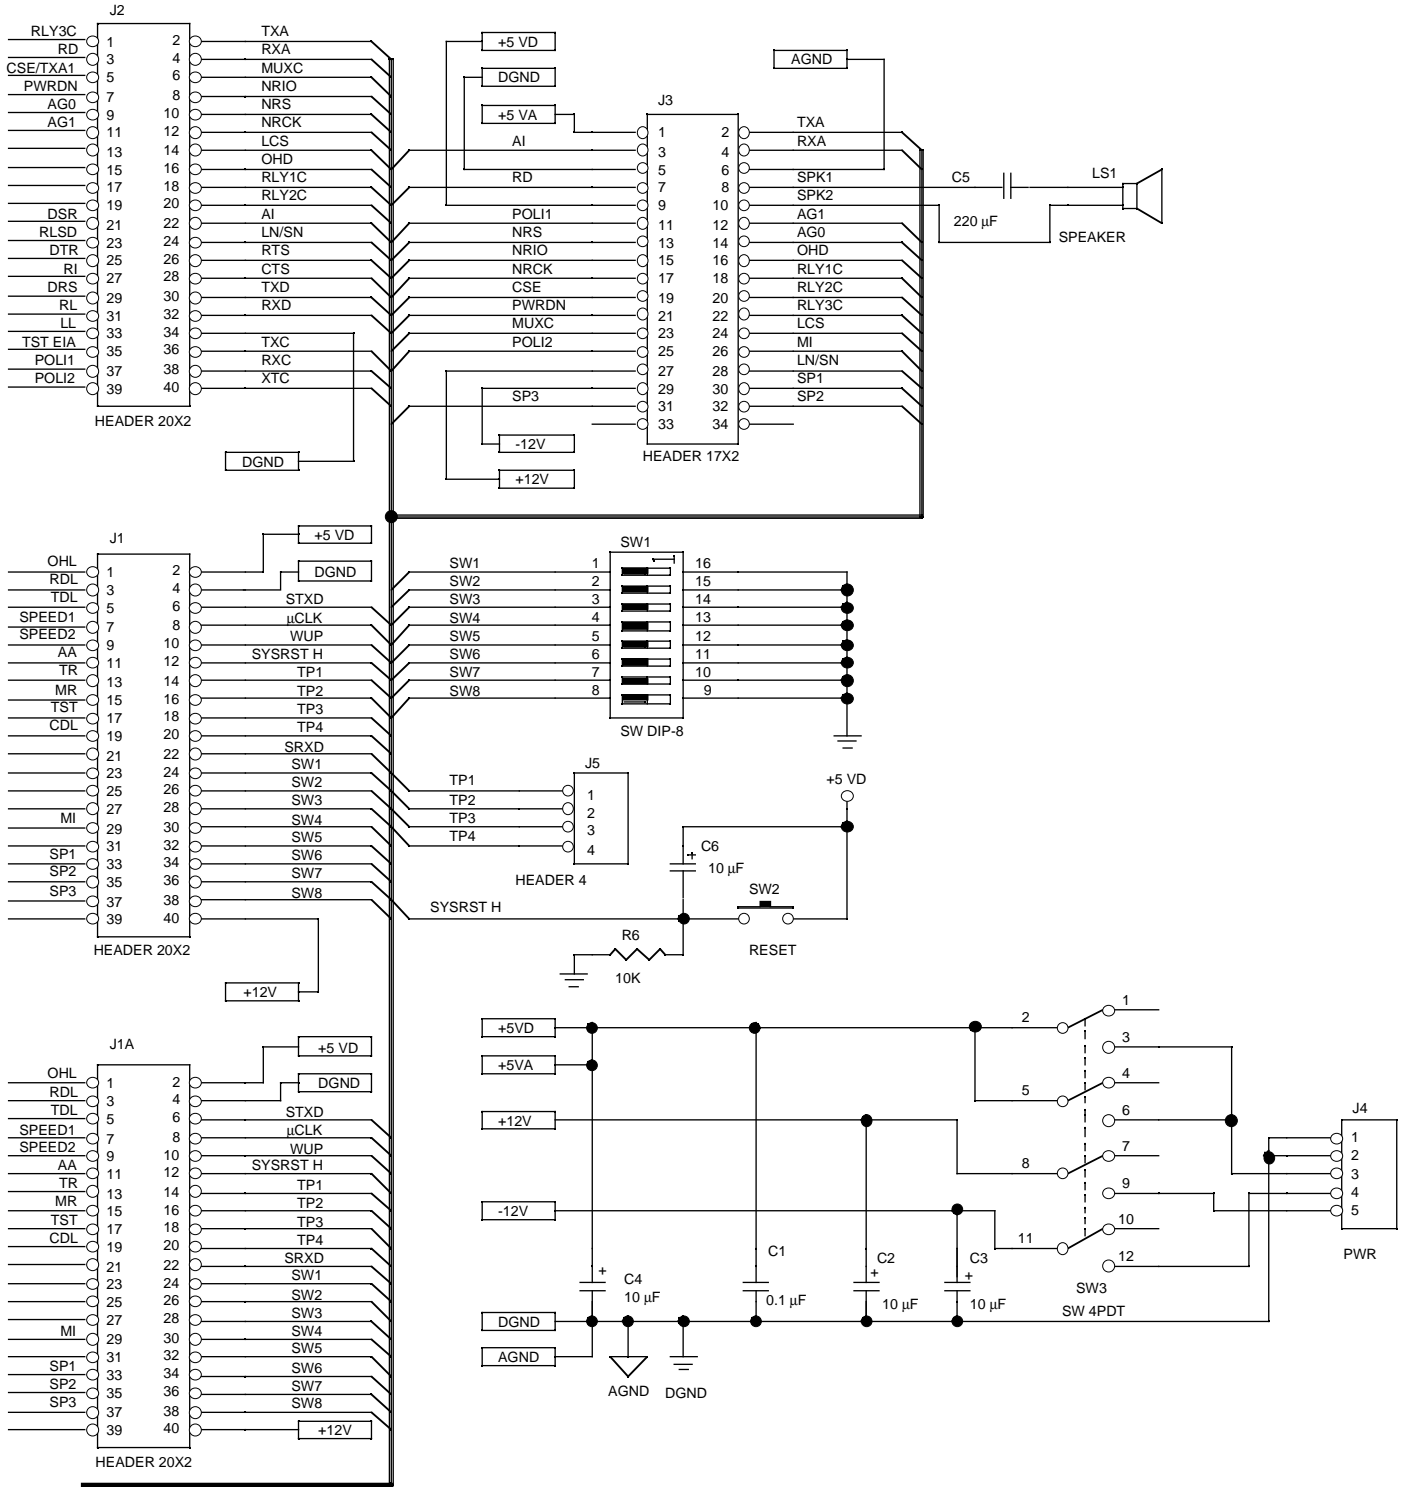 J2
RLY3C 1 2 TXA
RD 3 4 RXA
CSE/TXA1 5 6 MUXC
PWRDN 7 8 NRIO
AG0 9 10 NRS
AG1 11 12 NRCK
13 14 LCS
15 16 OHD
17 18 RLY1C
19 20 RLY2C
DSR 21 22 AI
RLSD 23 24 LN/SN
DTR 25 26 RTS
RI 27 28 CTS
DRS 29 30 TXD
RL 31 32 RXD
LL 33 34
TST EIA 35 36 TXC
POLI1 37 38 RXC
POLI2 39 40 XTC
HEADER 20X2
DGND
+5 VD
DGND
+5 VA
AGND
J3
1 2 TXA
AI 3 4 RXA
5 6
RD 7 8 SPK1
9 10 SPK2
POLI1 11 12 AG1
NRS 13 14 AG0
NRIO 15 16 OHD
NRCK 17 18 RLY1C
CSE 19 20 RLY2C
PWRDN 21 22 RLY3C
MUXC 23 24 LCS
POLI2 25 26 MI
27 28 LN/SN
29 30 SP1
SP3 31 32 SP2
33 34
HEADER 17X2
-12V
+12V
C5
220 µF
LS1
SPEAKER
J1
+5 VD
DGND
OHL 1 2
RDL 3 4
TDL 5 6 STXD
SPEED1 7 8 µCLK
SPEED2 9 10 WUP
AA 11 12 SYSRST H
TR 13 14 TP1
MR 15 16 TP2
TST 17 18 TP3
CDL 19 20 TP4
21 22 SRXD
23 24 SW1
25 26 SW2
27 28 SW3
MI 29 30 SW4
31 32 SW5
SP1 33 34 SW6
SP2 35 36 SW7
SP3 37 38 SW8
39 40
HEADER 20X2
+12V
SW1
SW1 1 16
SW2 2 15
SW3 3 14
SW4 4 13
SW5 5 12
SW6 6 11
SW7 7 10
SW8 8 9
SW DIP-8
J5
TP1 1
TP2 2
TP3 3
TP4 4
HEADER 4
+5 VD
C6
+
10 µF
SW2
RESET
SYSRST H
R6
10K
J1A
+5 VD
DGND
OHL 1 2
RDL 3 4
TDL 5 6 STXD
SPEED1 7 8 µCLK
SPEED2 9 10 WUP
AA 11 12 SYSRST H
TR 13 14 TP1
MR 15 16 TP2
TST 17 18 TP3
CDL 19 20 TP4
21 22 SRXD
23 24 SW1
25 26 SW2
27 28 SW3
MI 29 30 SW4
31 32 SW5
SP1 33 34 SW6
SP2 35 36 SW7
SP3 37 38 SW8
39 40 +12V
HEADER 20X2
+5VD
+5VA
+12V
-12V
DGND
AGND
+
C4
10 µF
C1
0.1 µF
C2
+
10 µF
C3
+
10 µF
AGND
DGND
2 1
3
5 4
6
8 7
9
11 10
12
SW3
SW 4PDT
J4
1
2
3
4
5
PWR